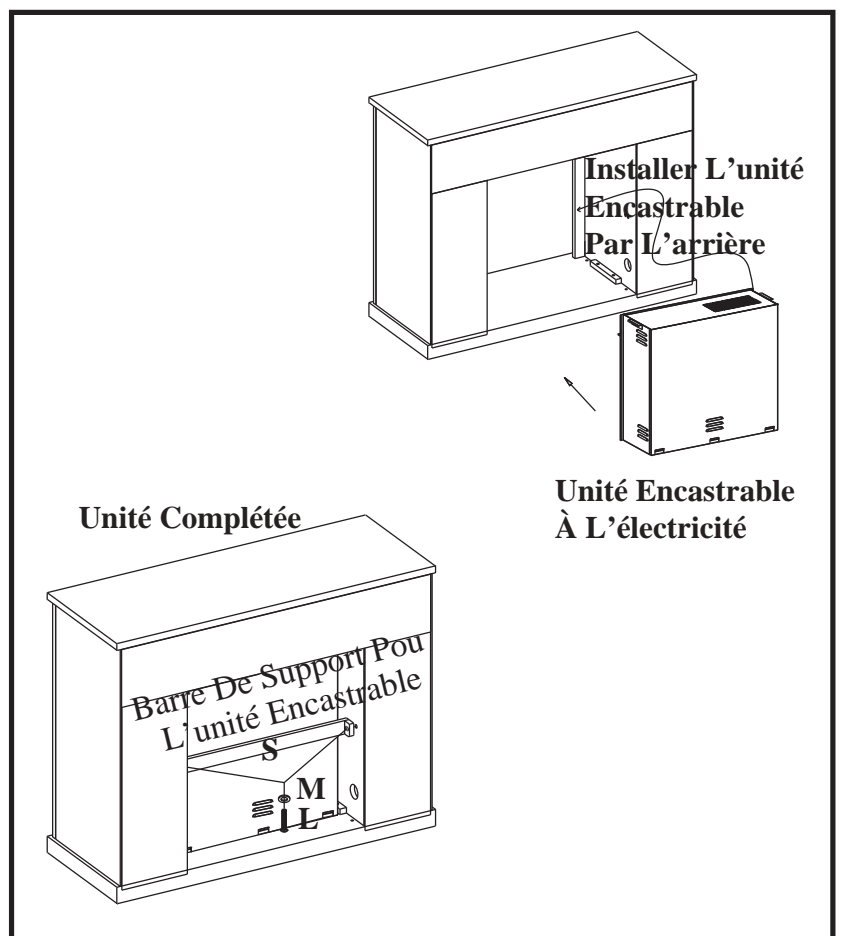 Installer L’unité
Encastrable
Par L’arrière
Unité Encastrable
À L’électricité
Unité Complétée
Barre De Support Pou
L’unité Encastrable
S
M
L